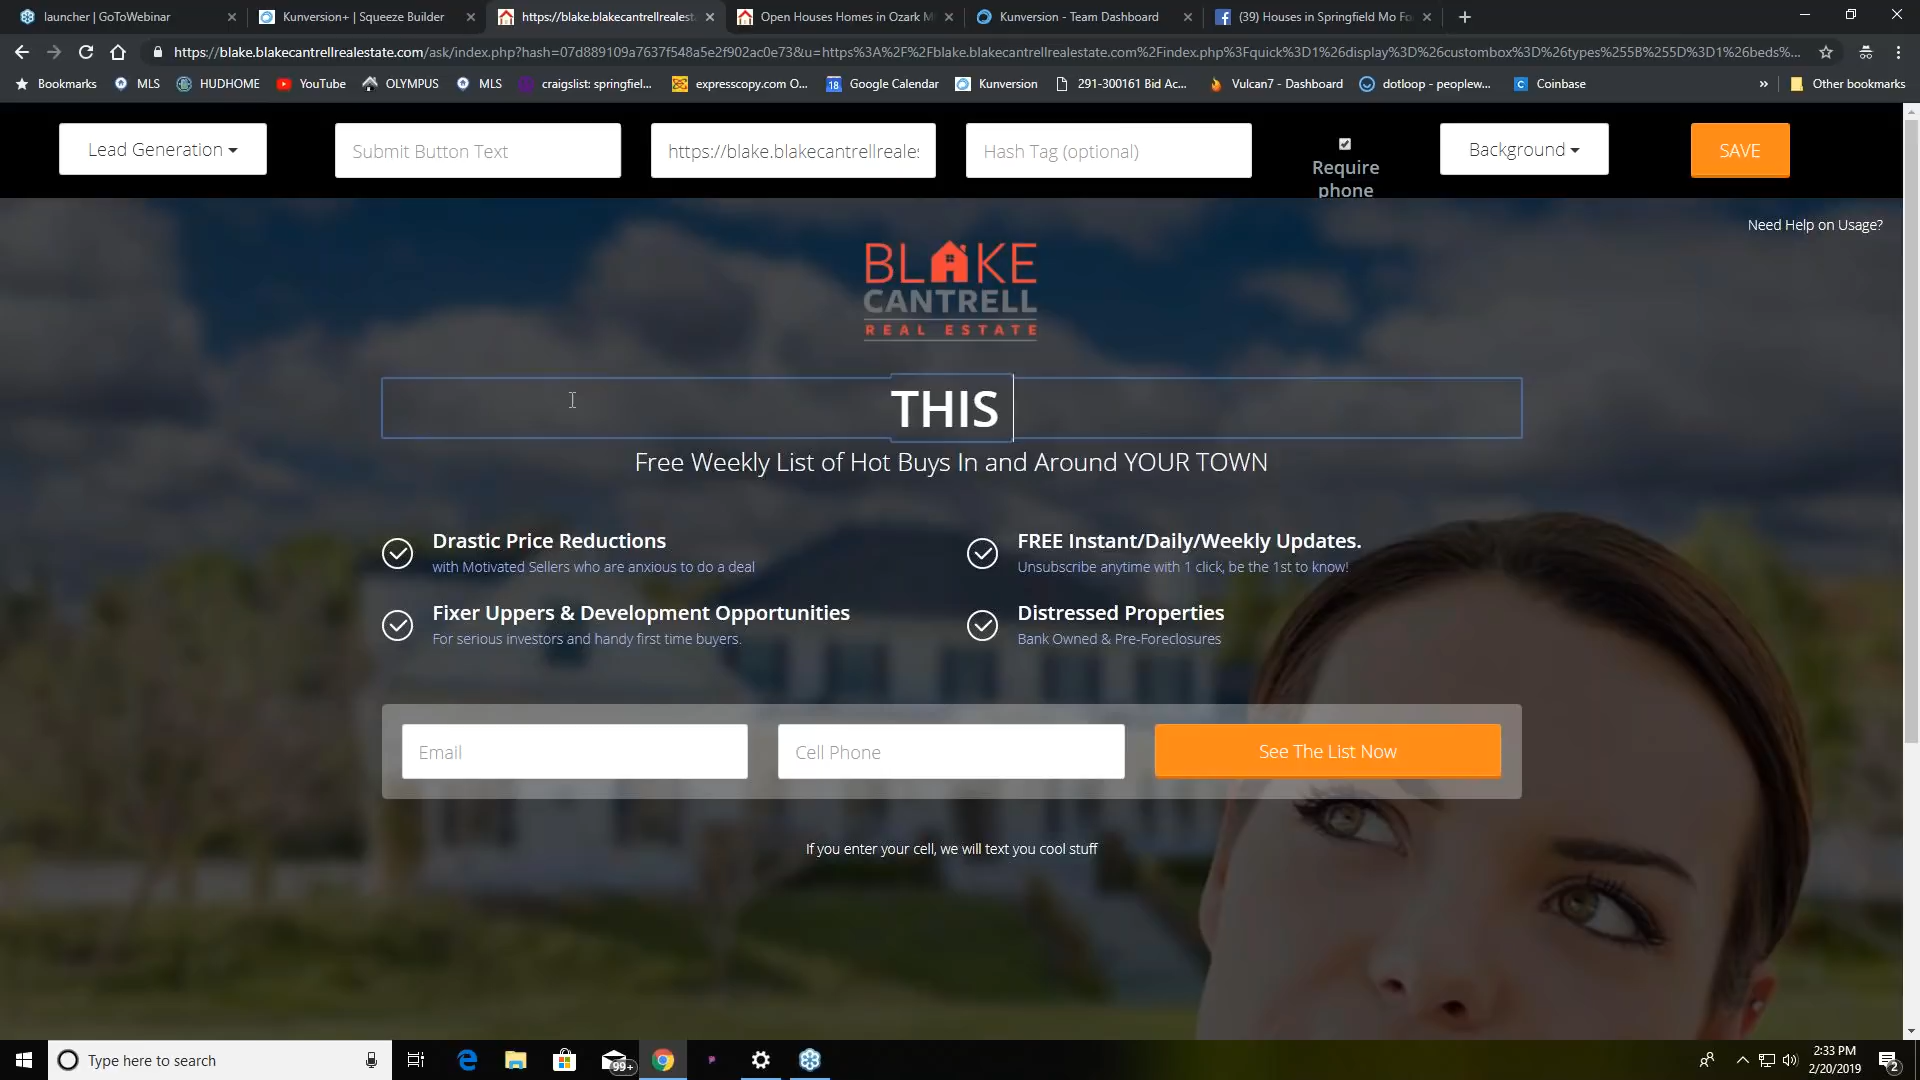 launcher | GoToWebinar
Kunversion+ | Squeeze Builder
https://blake.blakecantrellrealest
Open Houses Homes in Ozark M
Kunversion - Team Dashboard
(39) Houses in Springfield Mo Fo
https://blake.blakecantrellrealestate.com/ask/index.php?hash=07d889109a7637f548a5e2f902ac0e73&u=https%3A%2F%2Fblake.blakecantrellrealestate.com%2Findex.php%3Fquick%3D1%26display%3D%26custombox%3D%26types%255B%255D%3D1%26beds%...
Bookmarks
MLS
HUDHOME
YouTube
OLYMPUS
MLS
craigslist: springfiel...
expresscopy.com O...
18
Google Calendar
Kunversion
291-300161 Bid Ac...
Vulcan7 - Dashboard
dotloop - peoplew...
Coinbase
»
Other bookmarks
Lead Generation
Submit Button Text
https://blake.blakecantrellreales
Hash Tag (optional)
Require
phone
Background
SAVE
Need Help on Usage?
BLAKE
CANTRELL
REAL ESTATE
THIS
Free Weekly List of Hot Buys In and Around YOUR TOWN
Drastic Price Reductions
with Motivated Sellers who are anxious to do a deal
FREE Instant/Daily/Weekly Updates.
Unsubscribe anytime with 1 click, be the 1st to know!
Fixer Uppers & Development Opportunities
For serious investors and handy first time buyers.
Distressed Properties
Bank Owned & Pre-Foreclosures
Email
Cell Phone
See The List Now
If you enter your cell, we will text you cool stuff
Type here to search
99+
2:33 PM
2/20/2019
2